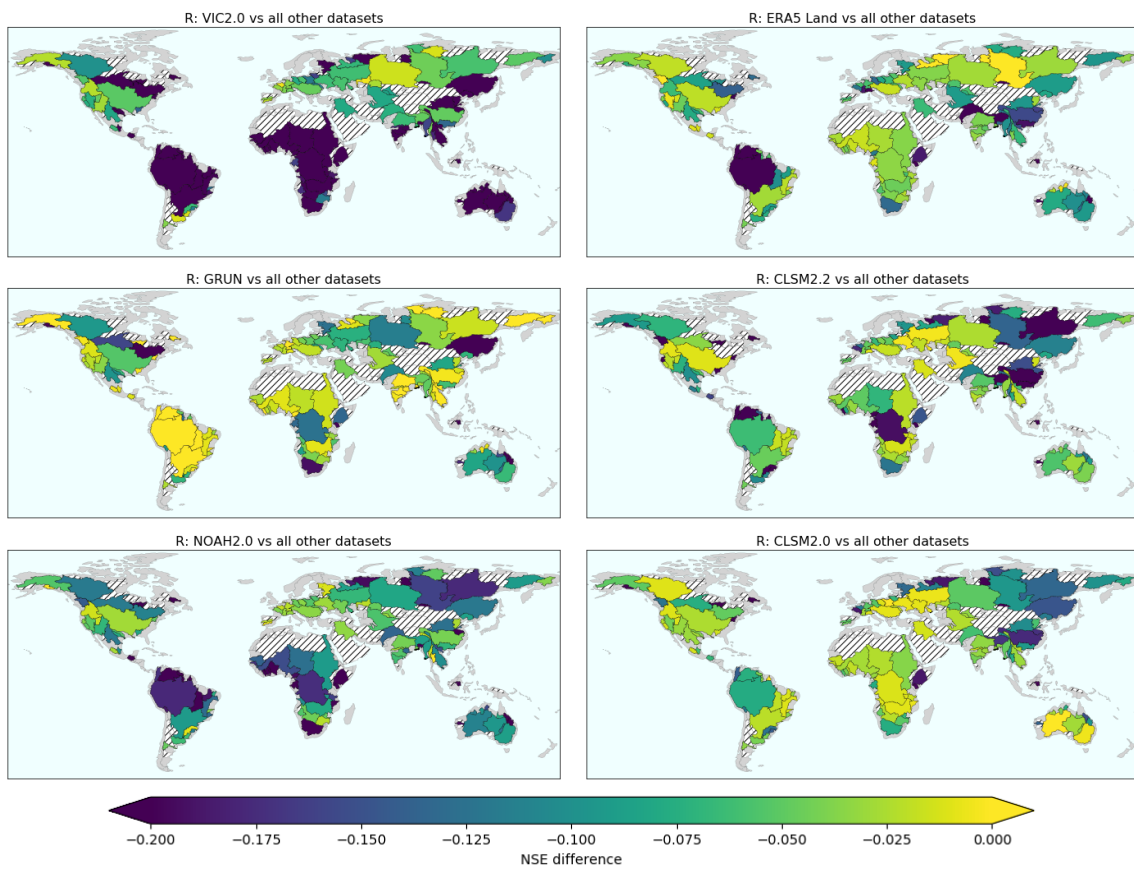 R: VIC2.0 vs all other datasets
R: ERA5 Land vs all other datasets
R: GRUN vs all other datasets
R: CLSM2.2 vs all other datasets
R: NOAH2.0 vs all other datasets
R: CLSM2.0 vs all other datasets
−0.200 −0.175 −0.150 −0.125 −0.100 −0.075 −0.050 −0.025 0.000
NSE difference